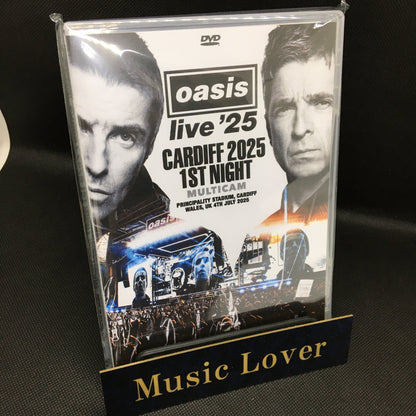 DVD
oasis
live '25
CARDIFF 2025
1ST NIGHT
MULTICAM
PRINCIPALITY STADIUM, CARDIFF
WALES, UK 4TH JULY 2025
oasis
Music Lover